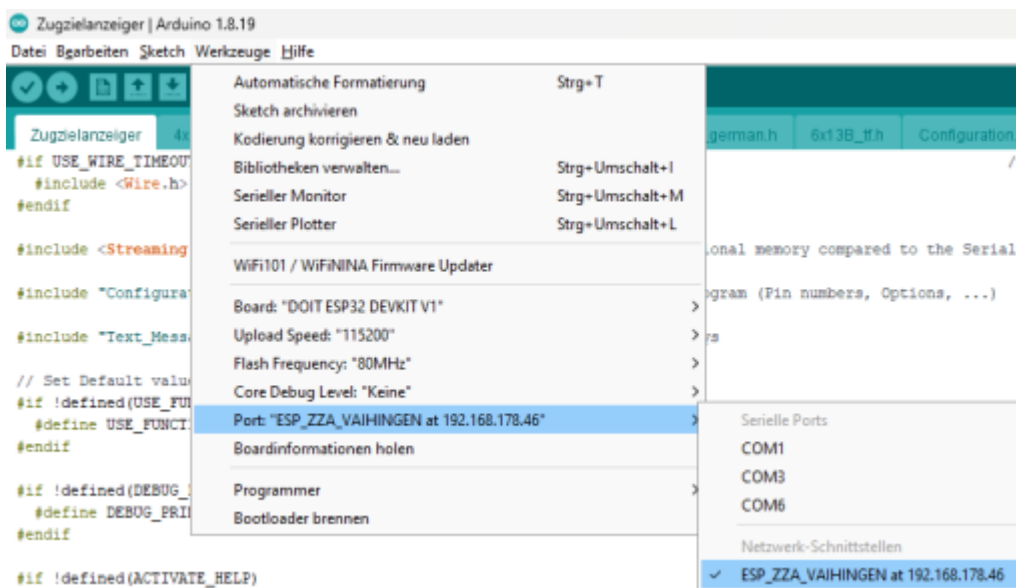 Zugzielanzeiger | Arduino 1.8.19
Datei Bearbeiten Sketch Werkzeuge Hilfe
Zugzielanzeiger 4x
german.h 6x13B_tf.h Configuration.
Automatische Formatierung Strg+T
Sketch archivieren
Kodierung korrigieren & neu laden
Bibliotheken verwalten... Strg+Umschalt+I
Serieller Monitor Strg+Umschalt+M
Serieller Plotter Strg+Umschalt+L
WiFi101 / WiFiNINA Firmware Updater
Board: "DOIT ESP32 DEVKIT V1"
Upload Speed: "115200"
Flash Frequency: "80MHz"
Core Debug Level: "Keine"
Port: "ESP_ZZA_VAIHINGEN at 192.168.178.46"
Boardinformationen holen
Programmer
Bootloader brennen
Serielle Ports
COM1
COM3
COM6
Netzwerk-Schnittstellen
ESP_ZZA_VAIHINGEN at 192.168.178.46
#if USE_WIRE_TIMEOU /
#include <Wire.h>
#endif
#include <Streaming onal memory compared to the Serial
#include "Configura ogram (Pin numbers, Options, ...)
#include "Text_Mess ys
// Set Default valu
#if !defined(USE_FU
#define USE_FUNCT
#endif
#if !defined(DEBUG_
#define DEBUG_PRI
#endif
#if !defined(ACTIVATE_HELP)